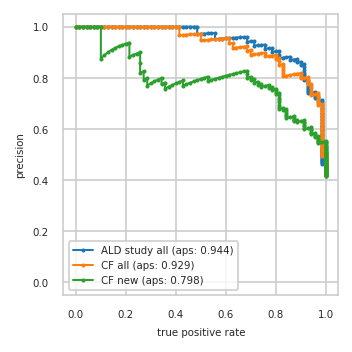 1.0
0.8
0.6
0.4
0.2
0.0
precision
ALD study all (aps: 0.944)
CF all (aps: 0.929)
CF new (aps: 0.798)
0.0 0.2 0.4 0.6 0.8 1.0
true positive rate